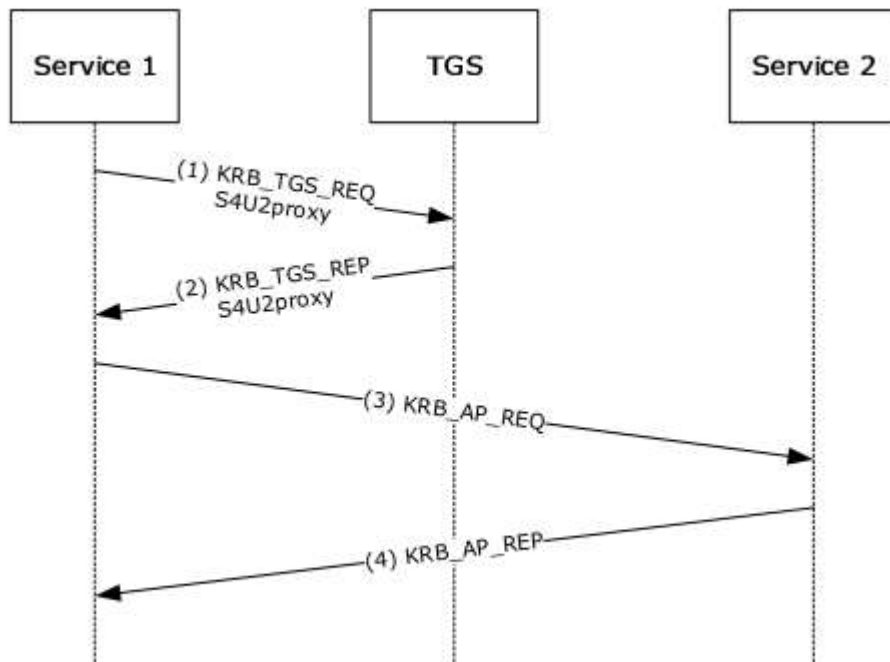 Service 1
TGS
Service 2
(1) KRB_TGS_REQ
S4U2proxy
(2) KRB_TGS_REP
S4U2proxy
(3) KRB_AP_REQ
(4) KRB_AP_REP